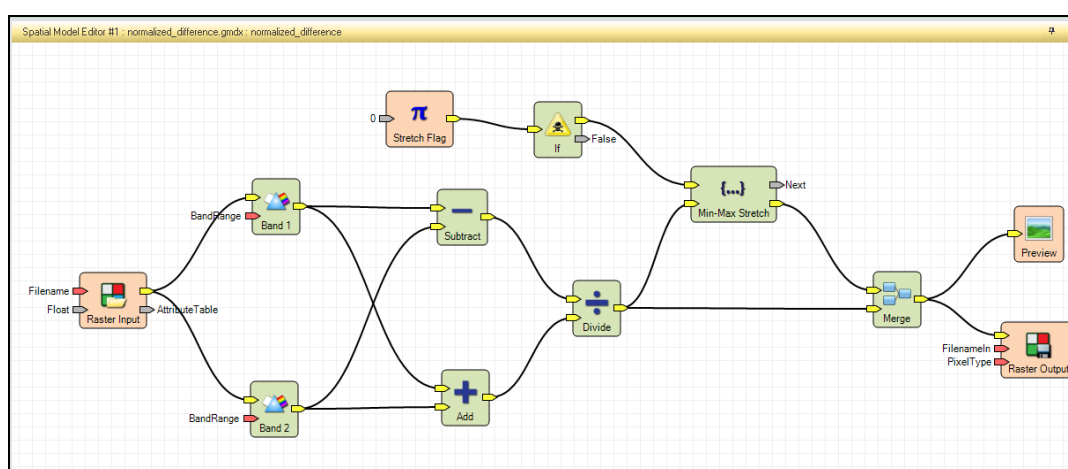 Spatial Model Editor #1 : normalized_difference.gmdx : normalized_difference
0
π
Stretch Flag
If
False
{...}
Next
Min-Max Stretch
BandRange
Band 1
Subtract
Preview
Filename
Float
AttributeTable
Raster Input
Divide
Merge
FilenameIn
PixelType
Raster Output
BandRange
Band 2
Add